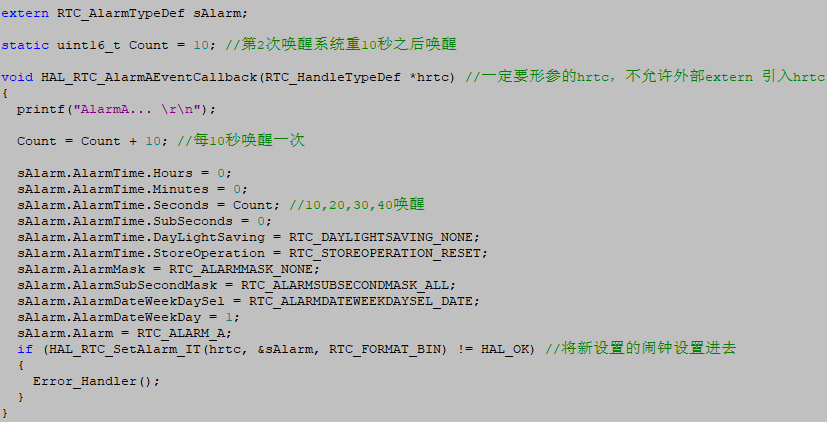 extern RTC_AlarmTypeDef sAlarm;
static uint16_t Count = 10; //第2次唤醒系统重10秒之后唤醒
void HAL_RTC_AlarmAEventCallback(RTC_HandleTypeDef *hrtc) //一定要形参的hrtc, 不允许外部extern 引入hrtc
{
  printf("AlarmA... \r\n");
  Count = Count + 10; //每10秒唤醒一次
  sAlarm.AlarmTime.Hours = 0;
  sAlarm.AlarmTime.Minutes = 0;
  sAlarm.AlarmTime.Seconds = Count; //10,20,30,40唤醒
  sAlarm.AlarmTime.SubSeconds = 0;
  sAlarm.AlarmTime.DayLightSaving = RTC_DAYLIGHTSAVING_NONE;
  sAlarm.AlarmTime.StoreOperation = RTC_STOREOPERATION_RESET;
  sAlarm.AlarmMask = RTC_ALARMMASK_NONE;
  sAlarm.AlarmSubSecondMask = RTC_ALARMSUBSECONDMASK_ALL;
  sAlarm.AlarmDateWeekDaySel = RTC_ALARMDATEWEEKDAYSEL_DATE;
  sAlarm.AlarmDateWeekDay = 1;
  sAlarm.Alarm = RTC_ALARM_A;
  if (HAL_RTC_SetAlarm_IT(hrtc, &sAlarm, RTC_FORMAT_BIN) != HAL_OK) //将新设置的闹钟设置进去
  {
    Error_Handler();
  }
}